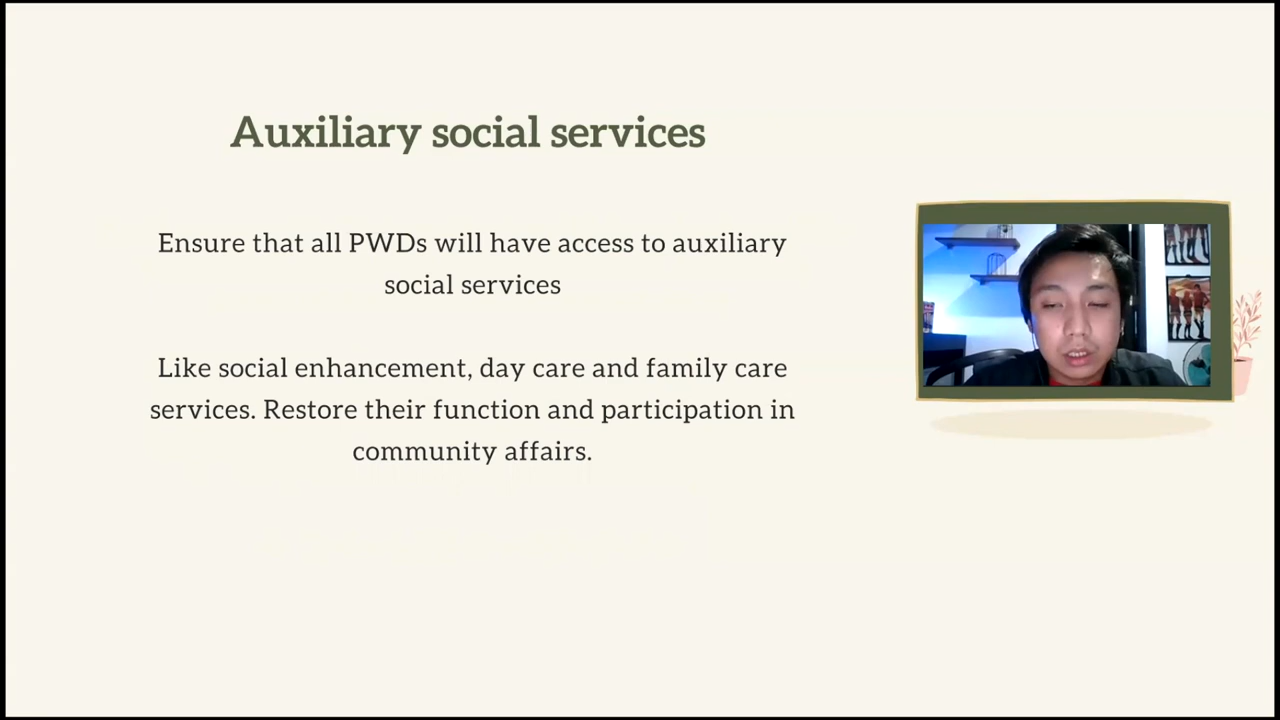 Auxiliary social services
Ensure that all PWDs will have access to auxiliary
social services
Like social enhancement, day care and family care
services. Restore their function and participation in
community affairs.